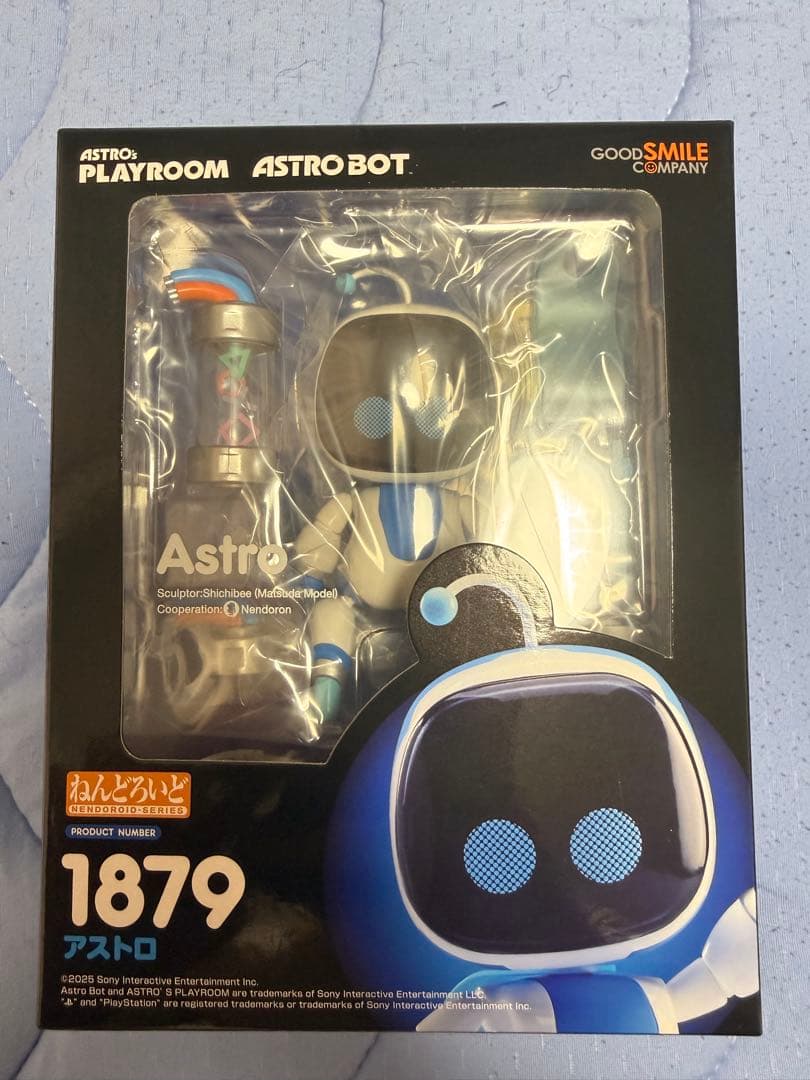 ASTRO's
PLAYROOM
ASTRO BOT™
GOOD SMILE
COMPANY
Astro
Sculptor:Shichibee (Matsuda Model)
Cooperation: Nendoron
ねんどろいど
NENDOROID・SERIES
PRODUCT NUMBER
1879
アストロ
©2025 Sony Interactive Entertainment Inc.
Astro Bot and ASTRO'S PLAYROOM are trademarks of Sony Interactive Entertainment LLC.
" " and "PlayStation" are registered trademarks or trademarks of Sony Interactive Entertainment Inc.